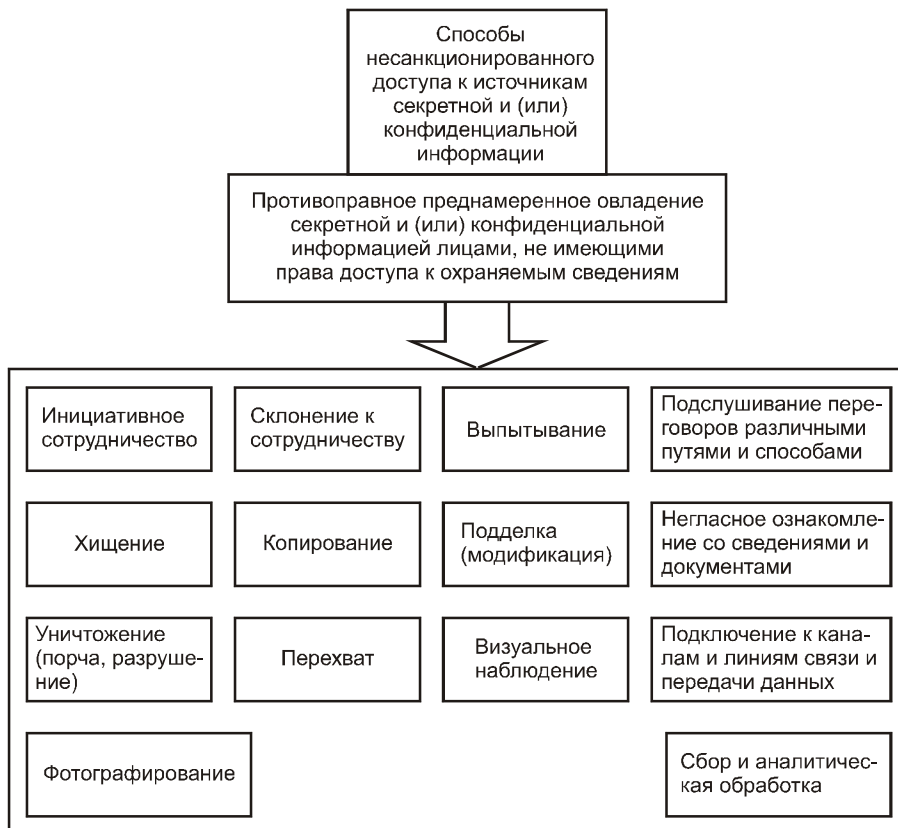 Способы
несанкционированного
доступа к источникам
секретной и (или)
конфиденциальной
информации
Противоправное преднамеренное овладение
секретной и (или) конфиденциальной
информацией лицами, не имеющими
права доступа к охраняемым сведениям
Инициативное
сотрудничество
Склонение к
сотрудничеству
Выпытывание
Подслушивание пере-
говоров различными
путями и способами
Хищение
Копирование
Подделка
(модификация)
Негласное ознакомле-
ние со сведениями и
документами
Уничтожение
(порча, разруше-
ние)
Перехват
Визуальное
наблюдение
Подключение к кана-
лам и линиям связи и
передачи данных
Фотографирование
Сбор и аналитичес-
кая обработка